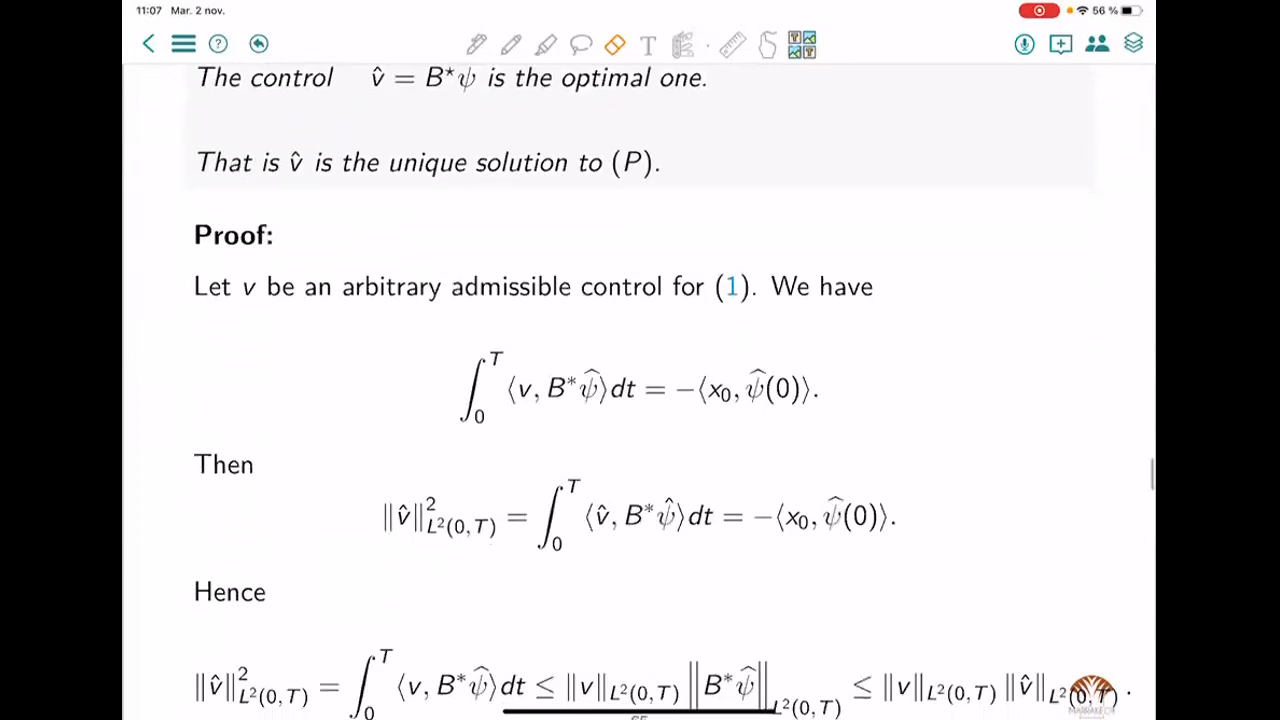 11:07 Mar. 2 nov. 56 %
The control v̂ = B*ψ is the optimal one.
That is v̂ is the unique solution to (P).
Proof:
Let v be an arbitrary admissible control for (1). We have
∫₀ᵀ ⟨v, B*ψ̂⟩dt = −⟨x₀, ψ̂(0)⟩.
Then
‖v̂‖²_{L²(0,T)} = ∫₀ᵀ ⟨v̂, B*ψ̂⟩dt = −⟨x₀, ψ̂(0)⟩.
Hence
‖v̂‖²_{L²(0,T)} = ∫₀ᵀ ⟨v, B*ψ̂⟩dt ≤ ‖v‖_{L²(0,T)} ‖B*ψ̂‖_{L²(0,T)} ≤ ‖v‖_{L²(0,T)} ‖v̂‖_{L²(0,T)}.
MARRAKECH